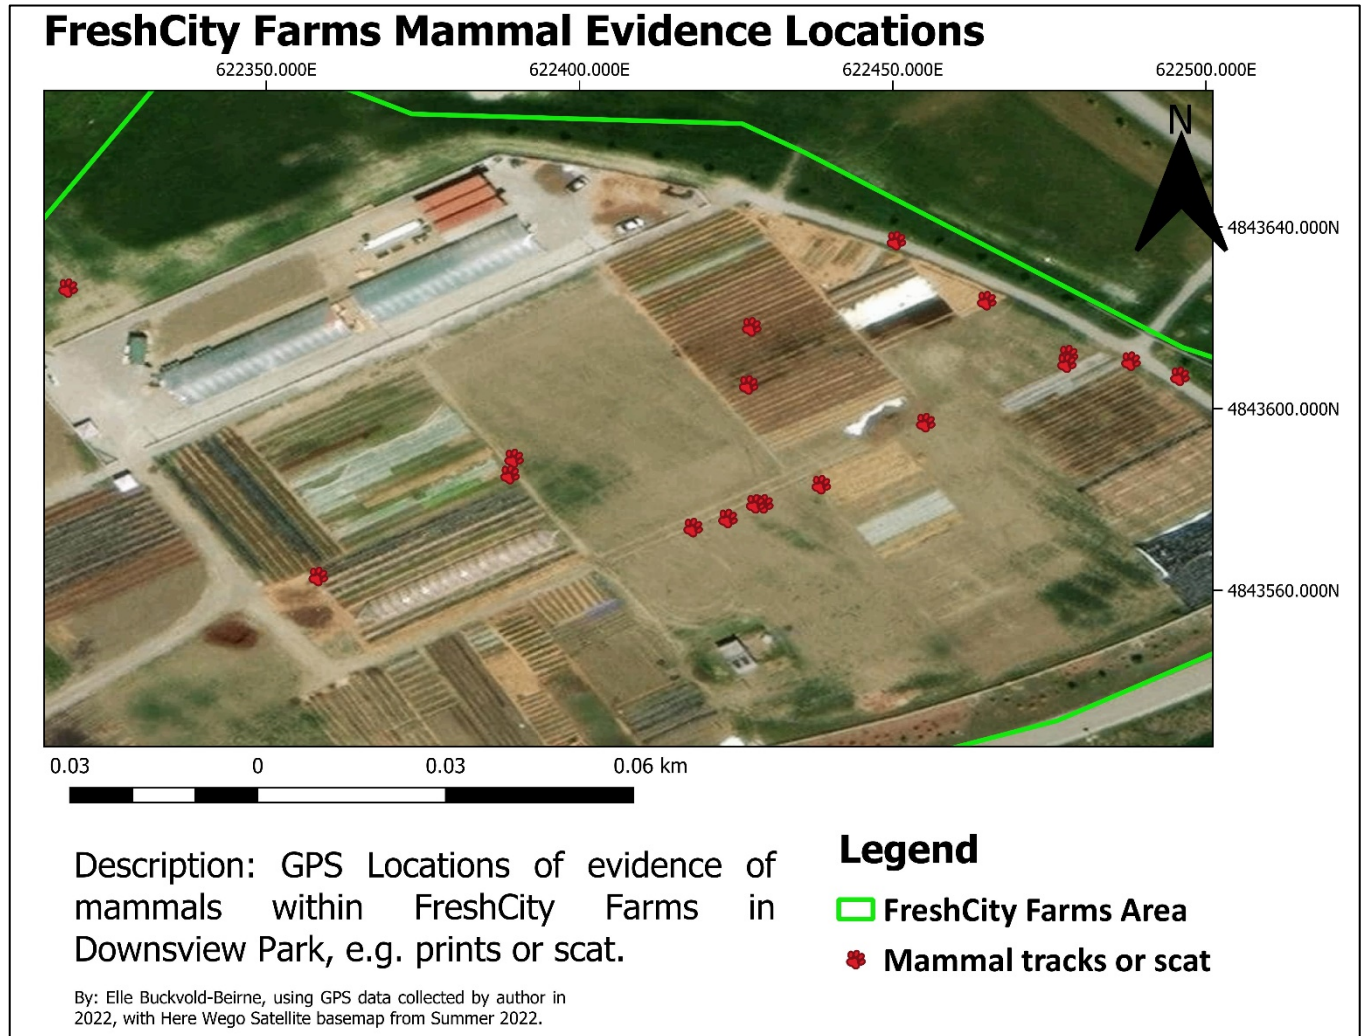 FreshCity Farms Mammal Evidence Locations
622350.000E 622400.000E 622450.000E 622500.000E
N
4843640.000N
4843600.000N
4843560.000N
0.03 0 0.03 0.06 km
Description: GPS Locations of evidence of
mammals within FreshCity Farms in
Downsview Park, e.g. prints or scat.
By: Elle Buckvold-Beirne, using GPS data collected by author in
2022, with Here Wego Satellite basemap from Summer 2022.
Legend
FreshCity Farms Area
Mammal tracks or scat